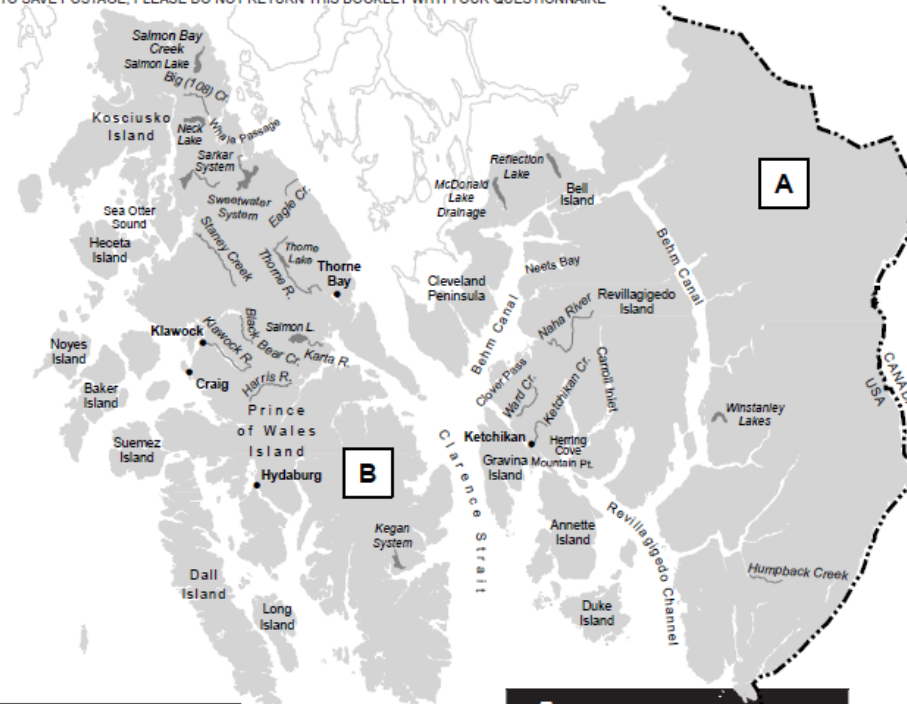 TO SAVE POSTAGE, PLEASE DO NOT RETURN THIS BOOKLET WITH YOUR QUESTIONNAIRE
Salmon Bay
Creek
Salmon Lake
Big (108) Cr.
Kosciusko
Island
Neck
Lake
Whale Passage
Sarkar
System
Sweetwater
System
Eagle Cr.
Sea Otter
Sound
Heceta
Island
Staney Creek
Thorne
Lake
Thorne R.
Thorne
Bay
Reflection
Lake
McDonald
Lake
Drainage
Bell
Island
A
Behm Canal
Neets Bay
Cleveland
Peninsula
Behm Canal
Revillagigedo
Island
Naha River
Klawock
Klawock R.
Black Bear Cr.
Salmon L.
Karta R.
Noyes
Island
Craig
Harris R.
Baker
Island
Clover Pass
Ward Cr.
Ketchikan Cr.
Carroll Inlet
CANADA
USA
Winstanley
Lakes
Prince
of Wales
Island
Suemez
Island
Ketchikan
Herring
Cove
Gravina
Island
Mountain Pt.
Hydaburg
B
Clarence Strait
Kegan
System
Annette
Island
Revillagigedo Channel
Humpback Creek
Dall
Island
Long
Island
Duke
Island